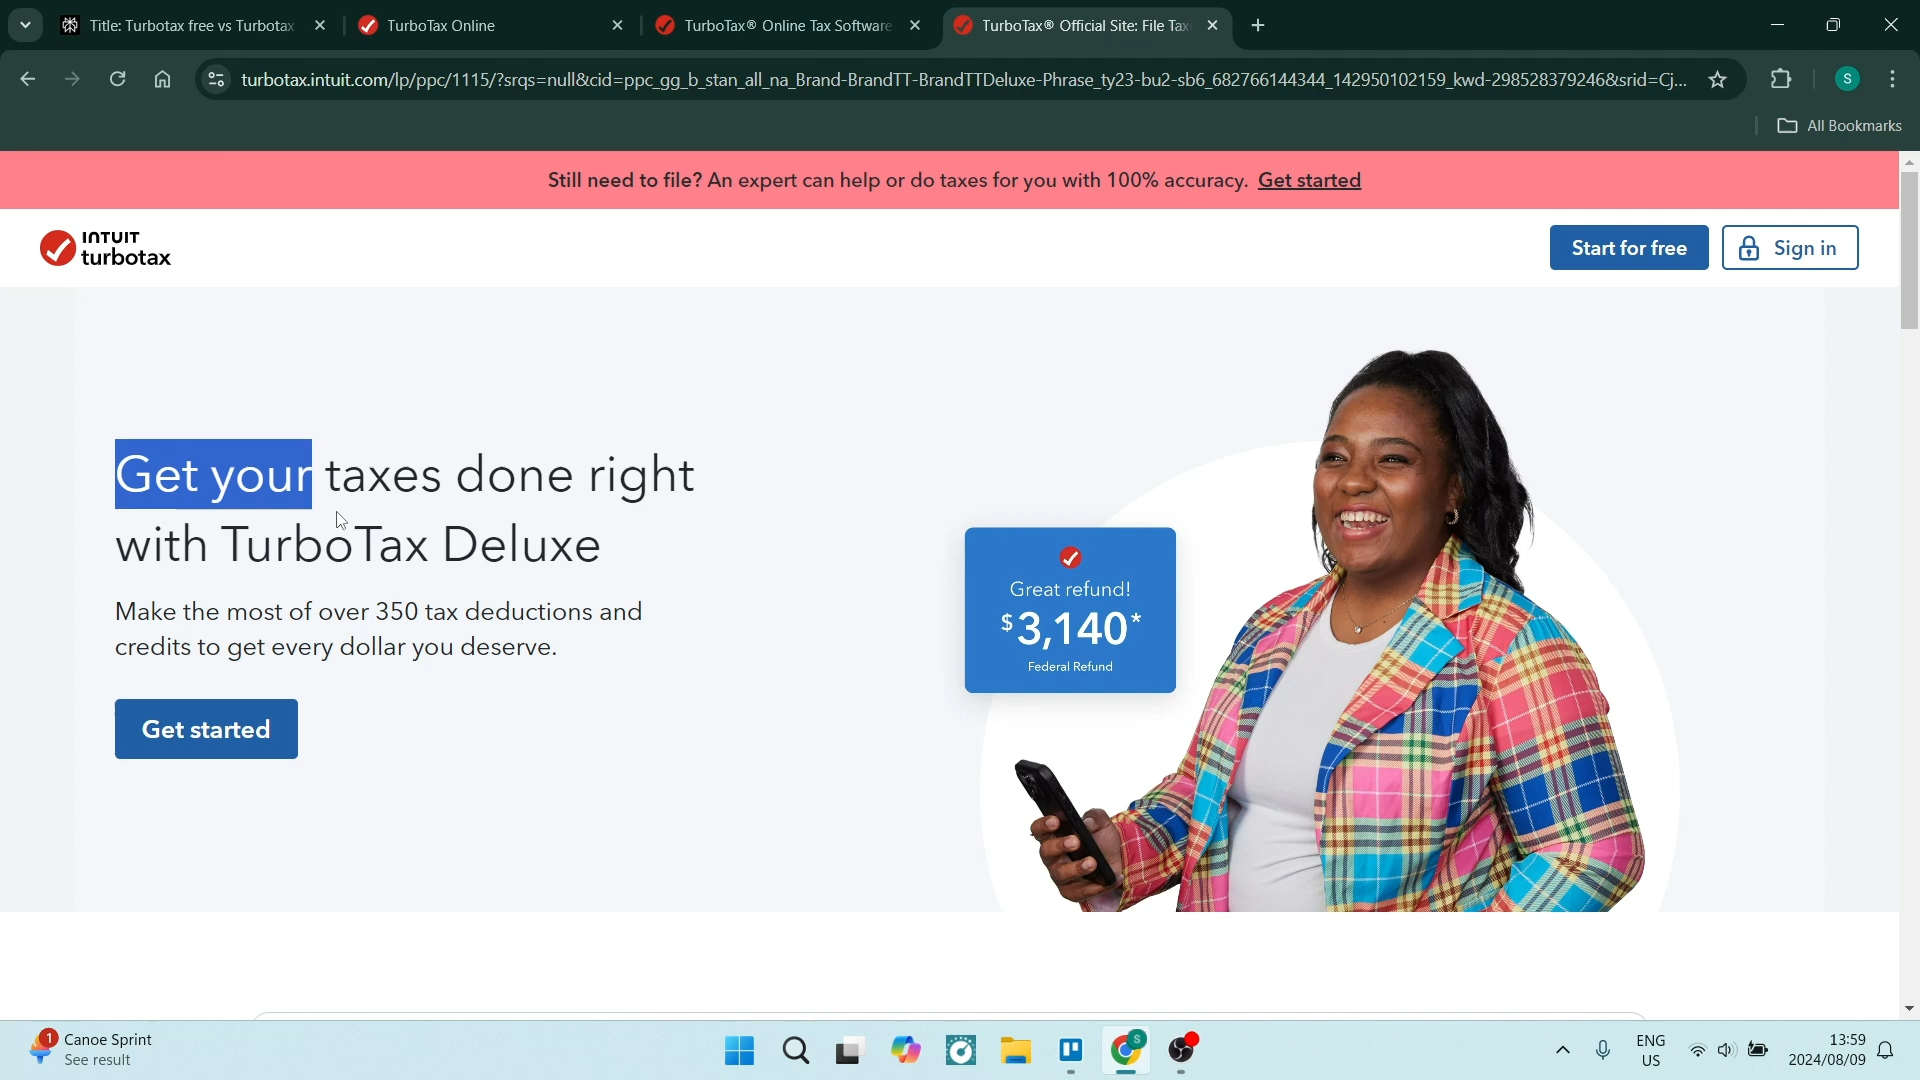 Title: Turbotax free vs Turbotax
TurboTax Online
TurboTax® Online Tax Software
TurboTax® Official Site: File Tax
turbotax.intuit.com/lp/ppc/1115/?srqs=null&cid=ppc_gg_b_stan_all_na_Brand-BrandTT-BrandTTDeluxe-Phrase_ty23-bu2-sb6_682766144344_142950102159_kwd-298528379246&srid=Cj...
S
All Bookmarks
Still need to file? An expert can help or do taxes for you with 100% accuracy. Get started
INTUIT
turbotax
Start for free
Sign in
Get your taxes done right
with TurboTax Deluxe
Make the most of over 350 tax deductions and
credits to get every dollar you deserve.
Get started
Great refund!
$3,140*
Federal Refund
1
Canoe Sprint
See result
S
ENG
US
13:59
2024/08/09